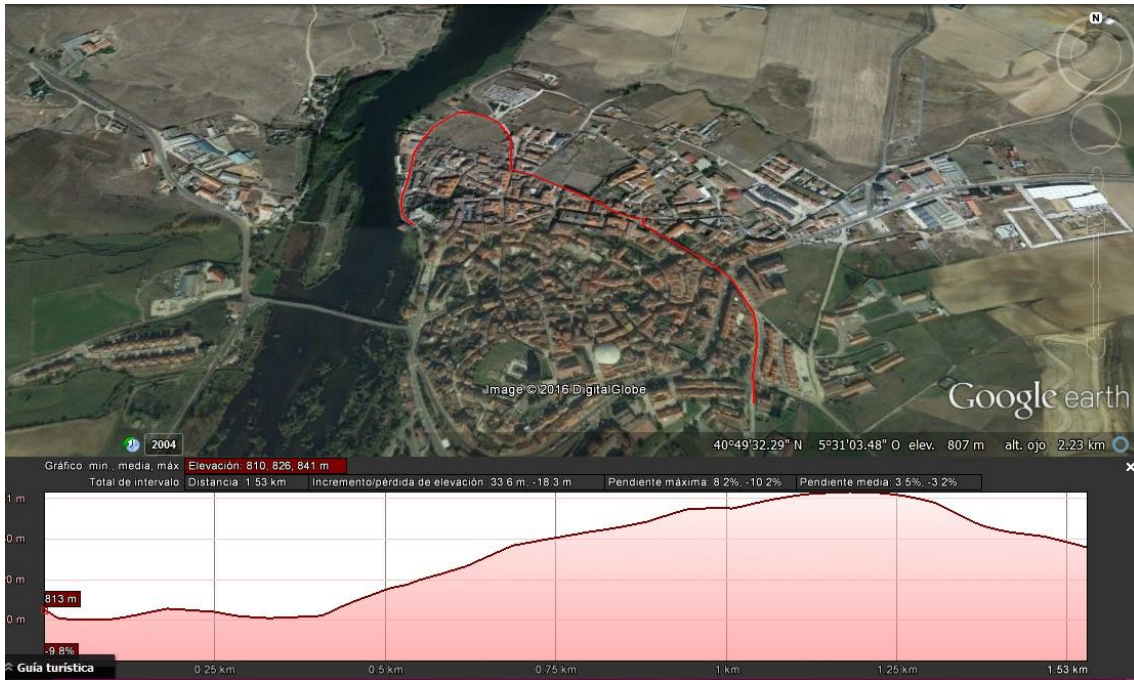 N
Image © 2016 DigitalGlobe
Google earth
2004
40°49'32.29" N 5°31'03.48" O elev. 807 m alt. ojo 2.23 km
Gráfico: min., media, máx. Elevación: 810, 826, 841 m
Total de intervalo: Distancia: 1.53 km Incremento/pérdida de elevación: 33.6 m, -18.3 m Pendiente máxima: 8.2%, -10.2% Pendiente media: 3.5%, -3.2%
1 m
0 m
20 m
813 m
0 m
-9.8%
Guía turística
0.25 km 0.5 km 0.75 km 1 km 1.25 km 1.53 km